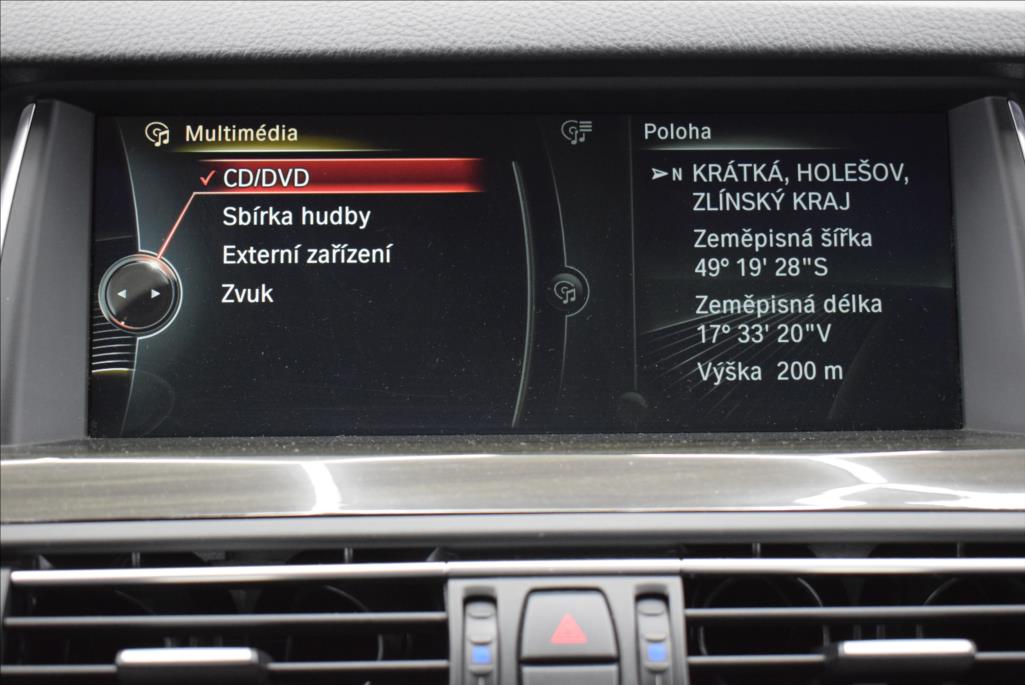 Multimédia
CD/DVD
Sbírka hudby
Externí zařízení
Zvuk
Poloha
N KRÁTKÁ, HOLEŠOV,
ZLÍNSKÝ KRAJ
Zeměpisná šířka
49° 19' 28"S
Zeměpisná délka
17° 33' 20"V
Výška 200 m